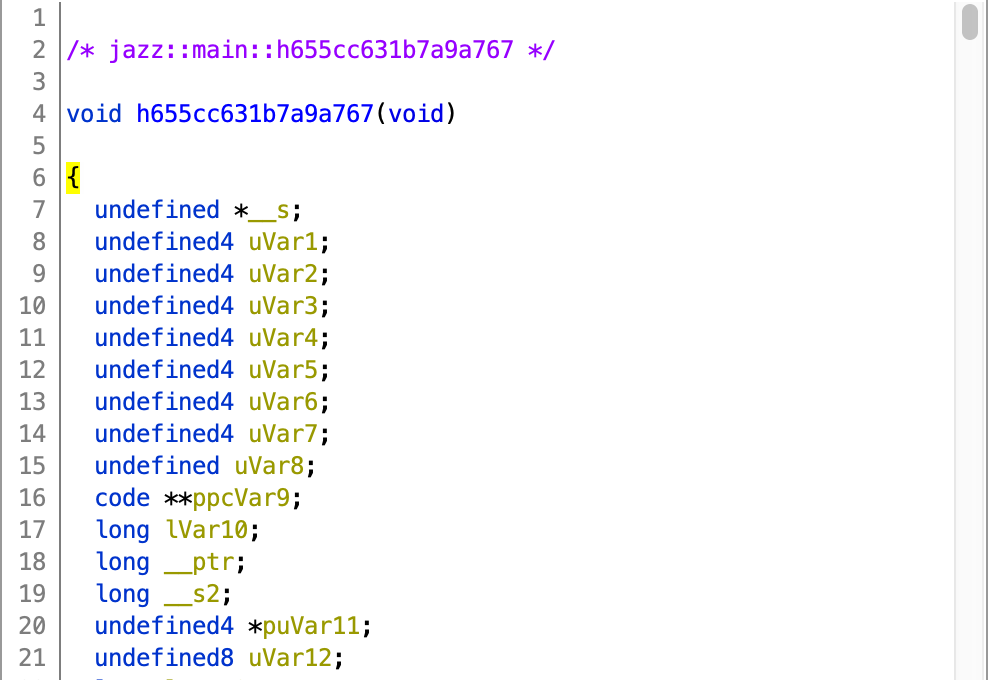 1
2 /* jazz::main::h655cc631b7a9a767 */
3
4 void h655cc631b7a9a767(void)
5
6 {
7 undefined *__s;
8 undefined4 uVar1;
9 undefined4 uVar2;
10 undefined4 uVar3;
11 undefined4 uVar4;
12 undefined4 uVar5;
13 undefined4 uVar6;
14 undefined4 uVar7;
15 undefined uVar8;
16 code **ppcVar9;
17 long lVar10;
18 long __ptr;
19 long __s2;
20 undefined4 *puVar11;
21 undefined8 uVar12;